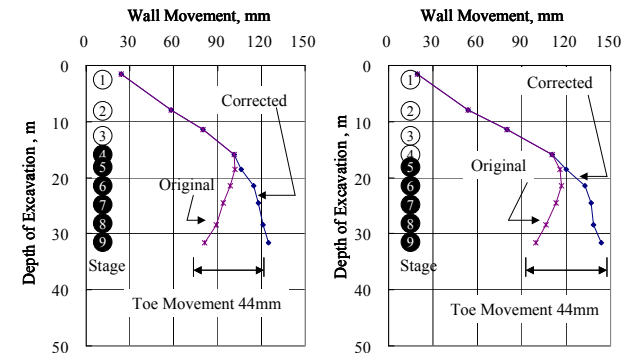 Wall Movement, mm
0 30 60 90 120 150
0
10
20
30
40
50
Depth of Excavation , m
1
2
3
4
5
6
7
8
9
Stage
Corrected
Original
Toe Movement 44mm
Wall Movement, mm
0 30 60 90 120 150
0
10
20
30
40
50
Depth of Excavation , m
1
2
3
4
5
6
7
8
9
Stage
Corrected
Original
Toe Movement 44mm